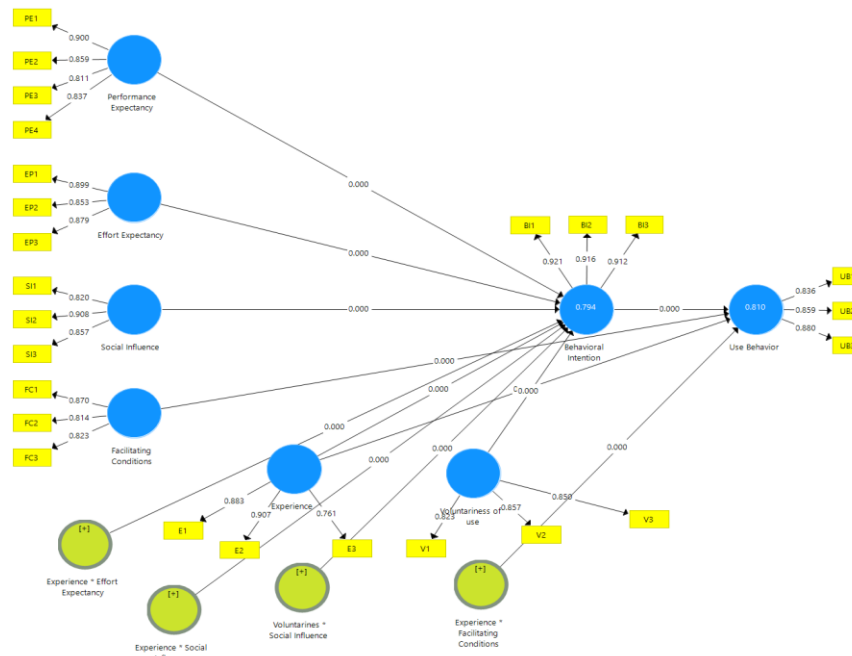 PE1
0.900
PE2
0.859
PE3
0.811
0.837
PE4
Performance
Expectancy
0.000
EP1
0.899
EP2
0.853
EP3
0.879
Effort Expectancy
0.000
BI1
BI2
BI3
0.921
0.916
0.912
SI1
0.820
SI2
0.908
SI3
0.857
Social Influence
0.000
0.794
Behavioral
Intention
0.000
0.810
Use Behavior
UB
0.836
UB
0.859
UB
0.880
FC1
0.870
FC2
0.814
FC3
0.823
Facilitating
Conditions
0.000
0.000
0.000
0.000
0.000
0.000
0.000
0.000
Experience
0.883
0.907
0.761
E1
E2
E3
Voluntariness of
use
0.823
0.857
0.850
V1
V2
V3
[+]
Experience * Effort
Expectancy
[+]
Experience * Social
[+]
Voluntarines *
Social Influence
[+]
Experience *
Facilitating
Conditions